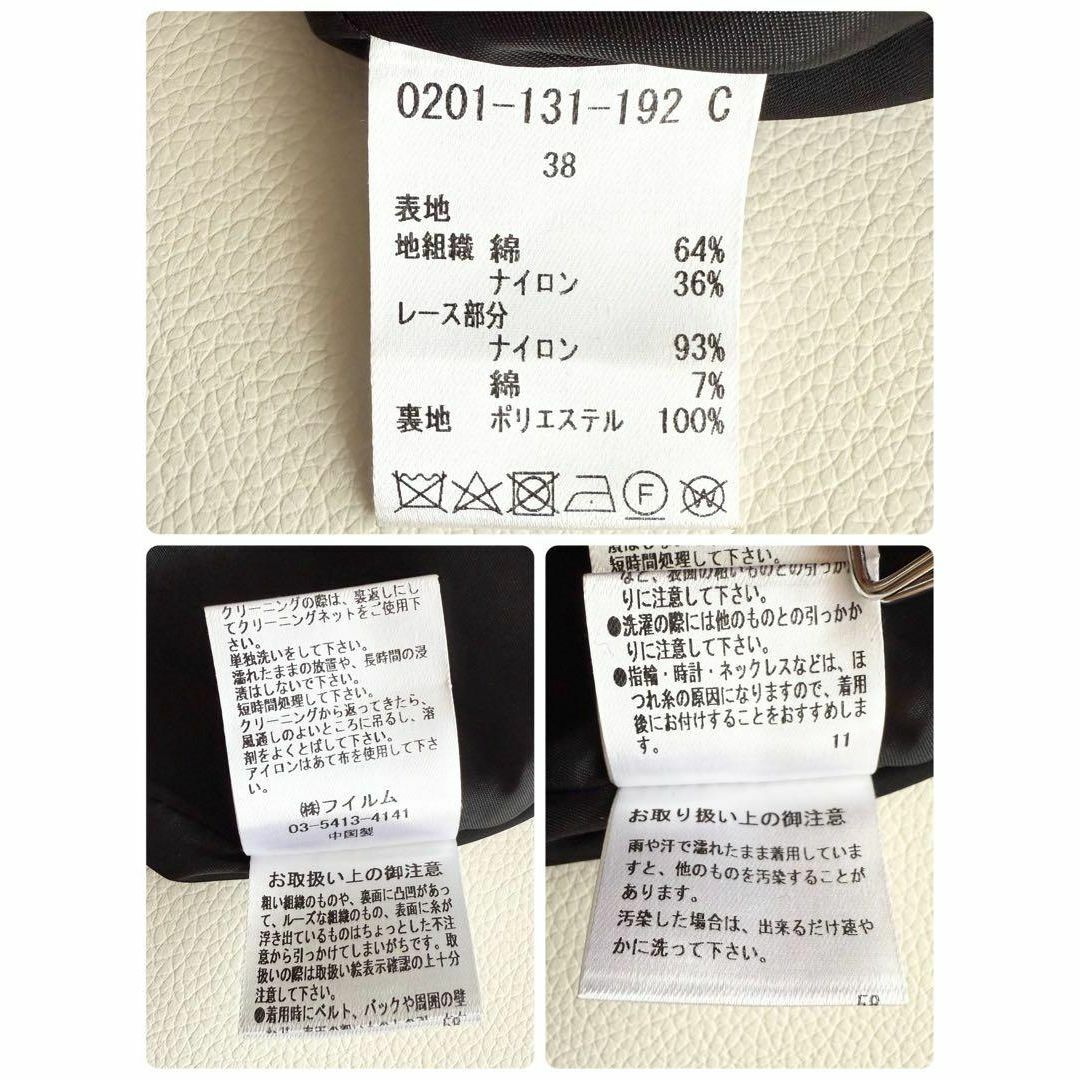 0201-131-192 C
38
表地
地組織 綿 64%
ナイロン 36%
レース部分
ナイロン 93%
綿 7%
裏地 ポリエステル 100%
F
W
クリーニングの際は、裏返しにし
てクリーニングネットをご使用下
さい。
単独洗いをして下さい。
濡れたままの放置や、長時間の浸
漬はしないで下さい。
短時間処理して下さい。
クリーニングから返ってきたら、
風通しのよいところに吊るし、溶
剤をよくとばして下さい。
アイロンはあて布を使用して下さ
い。
㈱フイルム
03-5413-4141
中国製
お取扱い上の御注意
粗い組織のものや、裏面に凸凹があっ
て、ルーズな組織のもの、表面に糸が
浮き出ているものはちょっとした不注
意から引っかけてしまいがちです。取
扱いの際は取扱い絵表示確認の上十分
注意して下さい。
●着用時にベルト、バックや周囲の壁
短時間処理して下さい。
など、表面の粗いものとの引っか
りに注意して下さい。
●洗濯の際には他のものとの引っかか
りに注意して下さい。
●指輪・時計・ネックレスなどは、ほ
つれ糸の原因になりますので、着用
後にお付けすることをおすすめしま
す。 11
お取り扱い上の御注意
雨や汗で濡れたまま着用していま
すと、他のものを汚染することが
あります。
汚染した場合は、出来るだけ速や
かに洗って下さい。